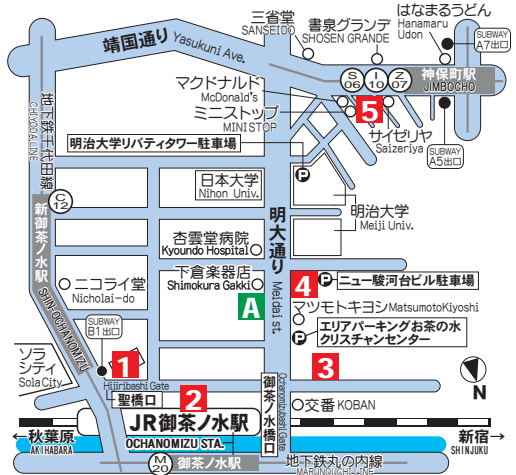 三省堂
SANSEIDO
書泉グランデ
SHOSEN GRANDE
はなまるうどん
Hanamaru
Udon
SUBWAY
A7出口
靖国通り Yasukuni Ave.
S
06
I
10
Z
07
神保町駅
JIMBOCHO
マクドナルド
McDonald's
ミニストップ
MINISTOP
5
サイゼリヤ
Saizeriya
SUBWAY
A5出口
地下鉄千代田線
CHIYODA LINE
明治大学リバティタワー駐車場
P
日本大学
Nihon Univ.
C
12
明大通り
Meidai st.
明治大学
Meiji Univ.
新御茶ノ水駅
SHIN-OCHANOMIZU
杏雲堂病院
Kyoundo Hospital
ニコライ堂
Nicholai-do
下倉楽器店
Shimokura Gakki
A
4
P
ニュー駿河台ビル駐車場
マツモトキヨシ MatsumotoKiyoshi
P
エリアパーキングお茶の水
クリスチャンセンター
SUBWAY
B1出口
ソラ
シティ
Sola City
1
Hijiribashi Gate
聖橋口
2
3
N
御茶ノ水橋口
Ochanomizubashi Gate
交番 KOBAN
JR御茶ノ水駅
OCHANOMIZU STA.
←秋葉原
AKIHABARA
新宿→
SHINJUKU
M
20
御茶ノ水駅
地下鉄丸の内線
MARUNOUCHI LINE